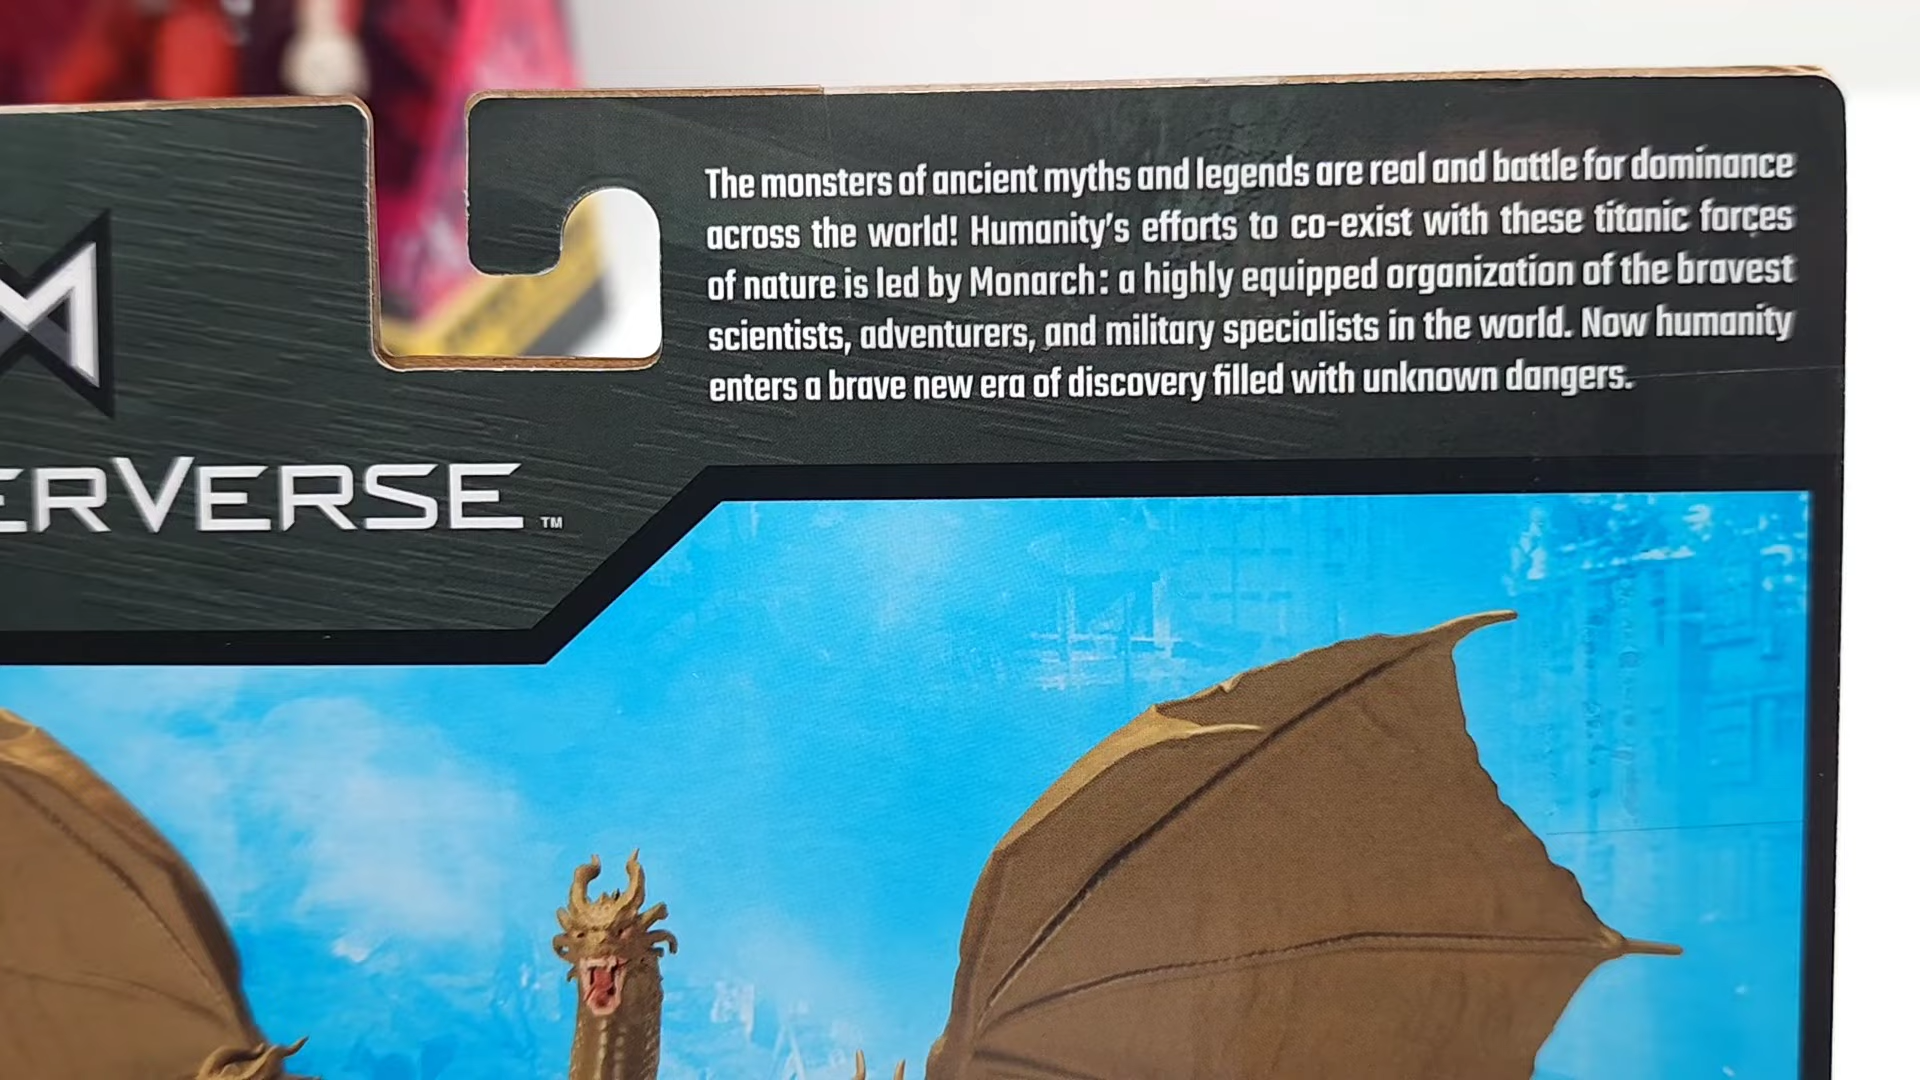 The monsters of ancient myths and legends are real and battle for dominance
across the world! Humanity's efforts to co-exist with these titanic forces
of nature is led by Monarch: a highly equipped organization of the bravest
scientists, adventurers, and military specialists in the world. Now humanity
enters a brave new era of discovery filled with unknown dangers.
ERVERSE™